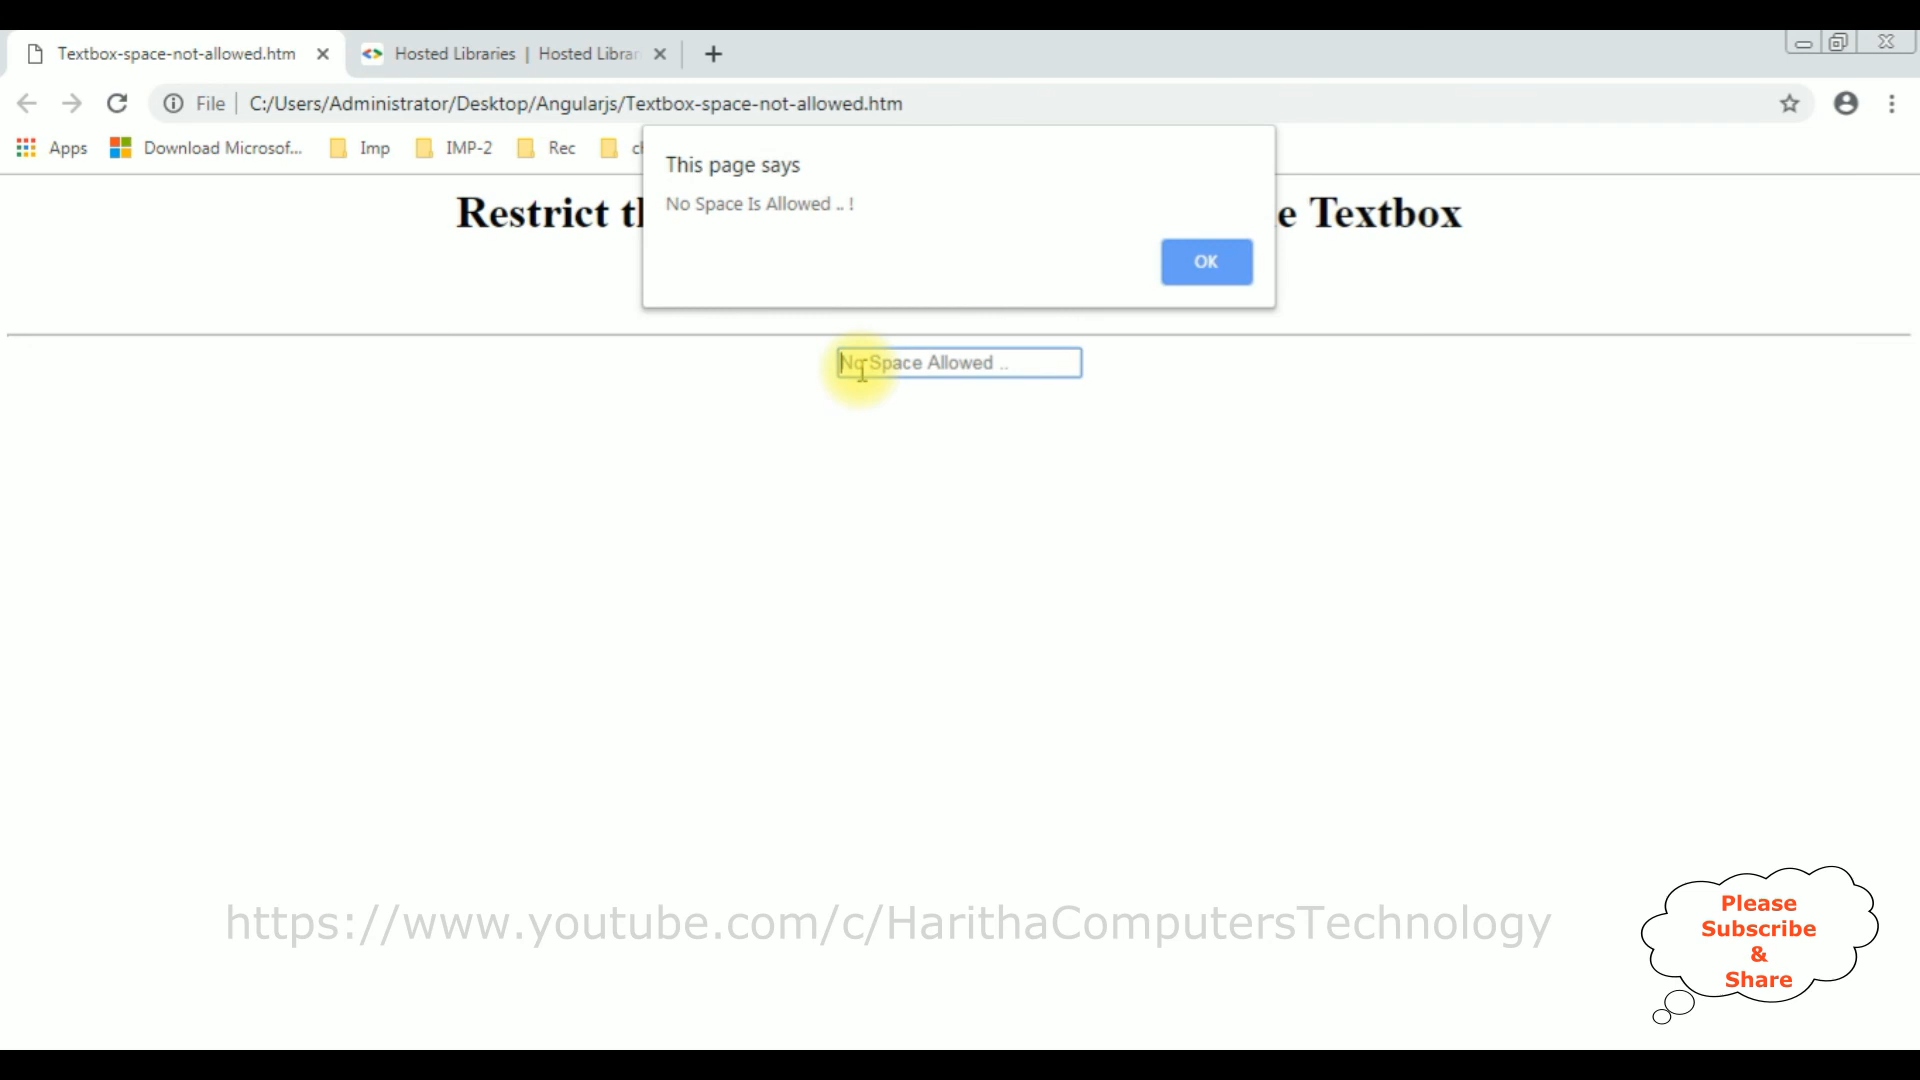 Textbox-space-not-allowed.htm
Hosted Libraries | Hosted Librar
File
C:/Users/Administrator/Desktop/Angularjs/Textbox-space-not-allowed.htm
Apps
Download Microsof...
Imp
IMP-2
Rec
This page says
No Space Is Allowed .. !
OK
Restrict e Textbox
No Space Allowed ..
https://www.youtube.com/c/HarithaComputersTechnology
Please
Subscribe
&
Share